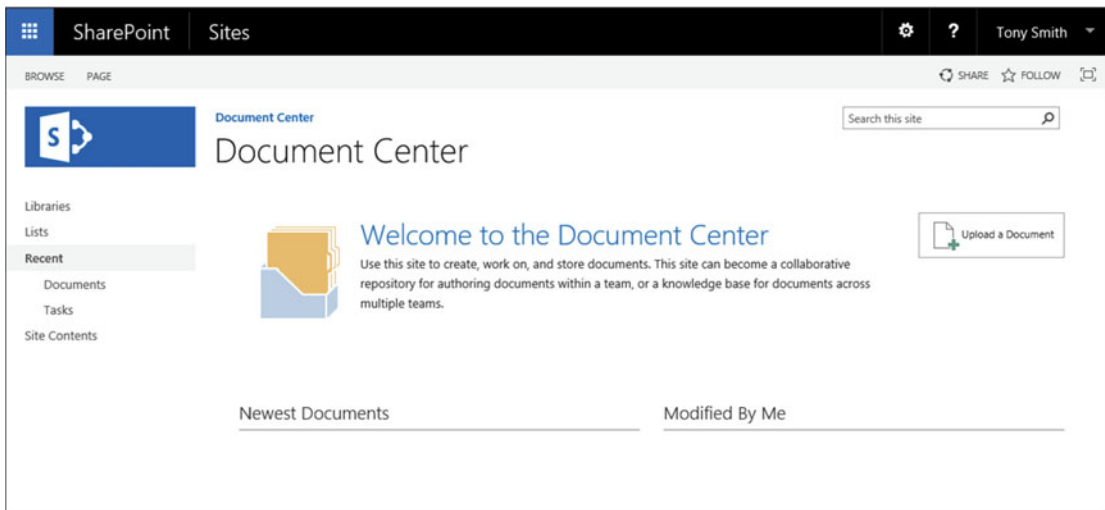 SharePoint Sites ? Tony Smith
BROWSE PAGE SHARE FOLLOW
S
Document Center
Search this site
Document Center
Libraries
Lists
Recent
Documents
Tasks
Site Contents
Welcome to the Document Center
Use this site to create, work on, and store documents. This site can become a collaborative
repository for authoring documents within a team, or a knowledge base for documents across
multiple teams.
Upload a Document
Newest Documents
Modified By Me